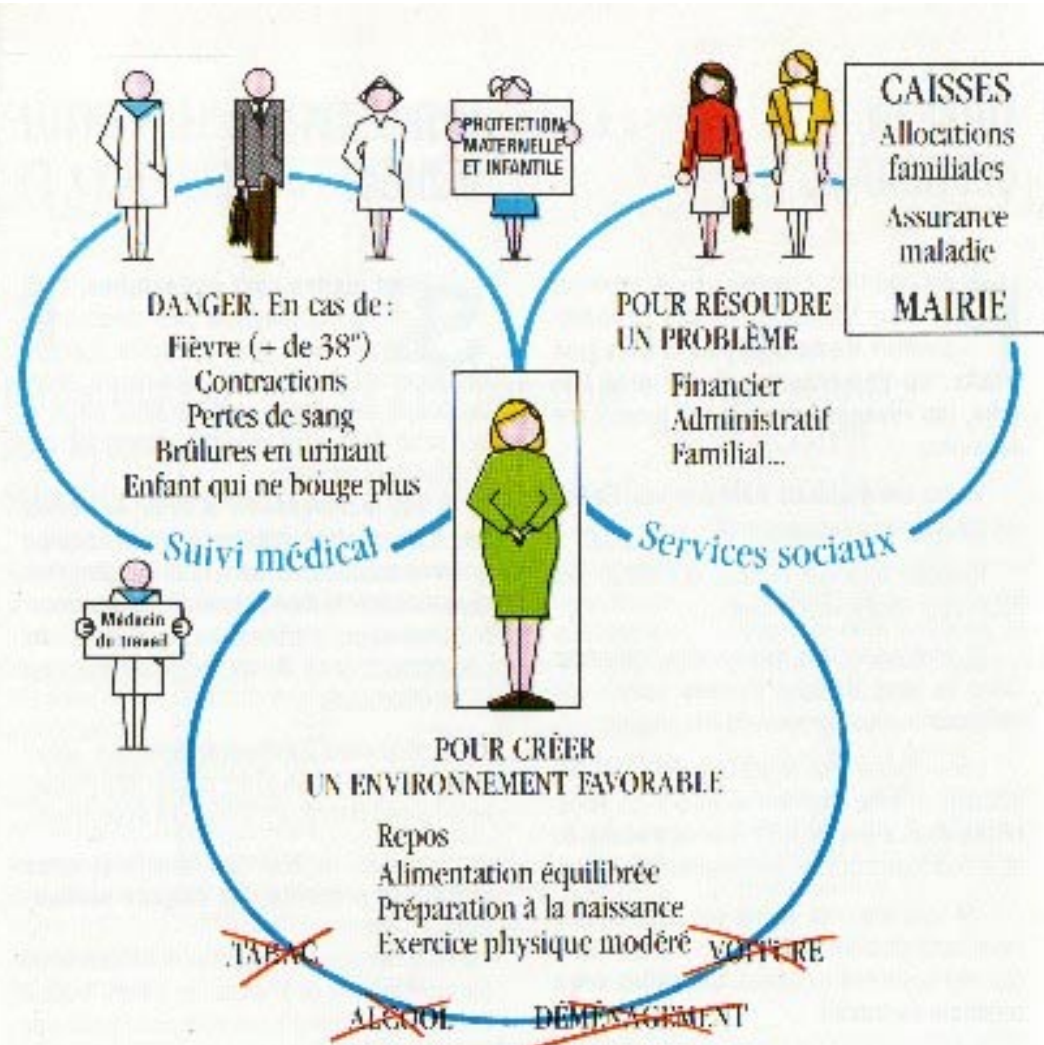 PROTECTION
MATERNELLE
ET INFANTILE
CAISSES
Allocations
familiales
Assurance
maladie
MAIRIE
DANGER. En cas de :
Fièvre (+ de 38°)
Contractions
Pertes de sang
Brûlures en urinant
Enfant qui ne bouge plus
POUR RÉSOUDRE
UN PROBLÈME
Financier
Administratif
Familial...
Suivi médical
Services sociaux
Médecin
du travail
POUR CRÉER
UN ENVIRONNEMENT FAVORABLE
Repos
Alimentation équilibrée
Préparation à la naissance
Exercice physique modéré
TABAC
VOITURE
ALCOOL
DÉMÉNAGEMENT